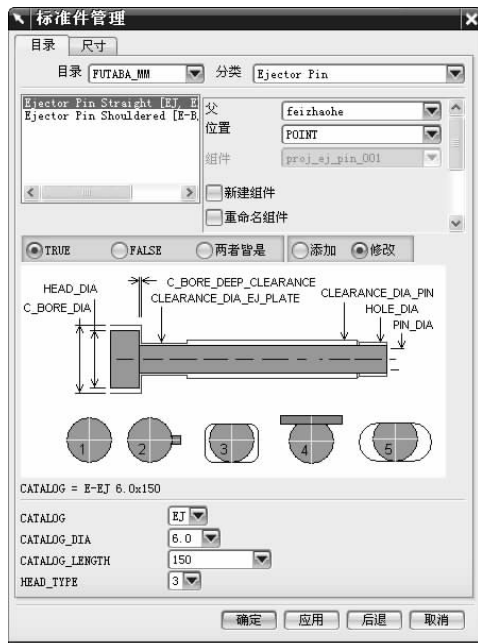 标准件管理
目录 尺寸
目录 FUTABA_MM 分类 Ejector Pin
Ejector Pin Straight [EJ, E
Ejector Pin Shouldered [E-B,
父 feizhaohe
位置 POINT
组件 proj_ej_pin_001
新建组件
重命名组件
TRUE FALSE 两者皆是 添加 修改
C_BORE_DEEP_CLEARANCE
HEAD_DIA CLEARANCE_DIA_EJ_PLATE CLEARANCE_DIA_PIN
C_BORE_DIA HOLE_DIA
PIN_DIA
1 2 3 4 5
CATALOG = E-EJ 6.0x150
CATALOG EJ
CATALOG_DIA 6.0
CATALOG_LENGTH 150
HEAD_TYPE 3
确定 应用 后退 取消